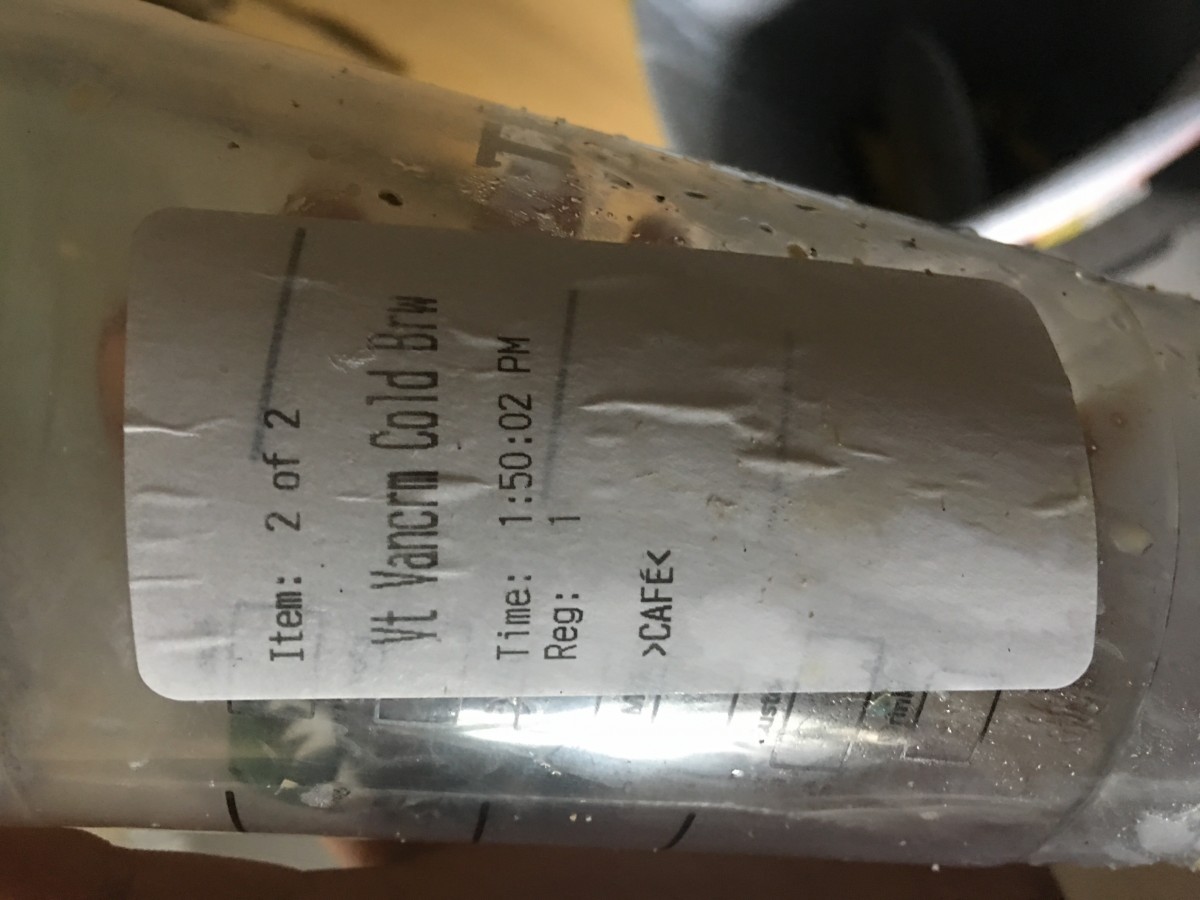 Item: 2 of 2
Vt Vancrm Cold Brw
Time: 1:50:02 PM
Reg: 1
>CAFÉ<